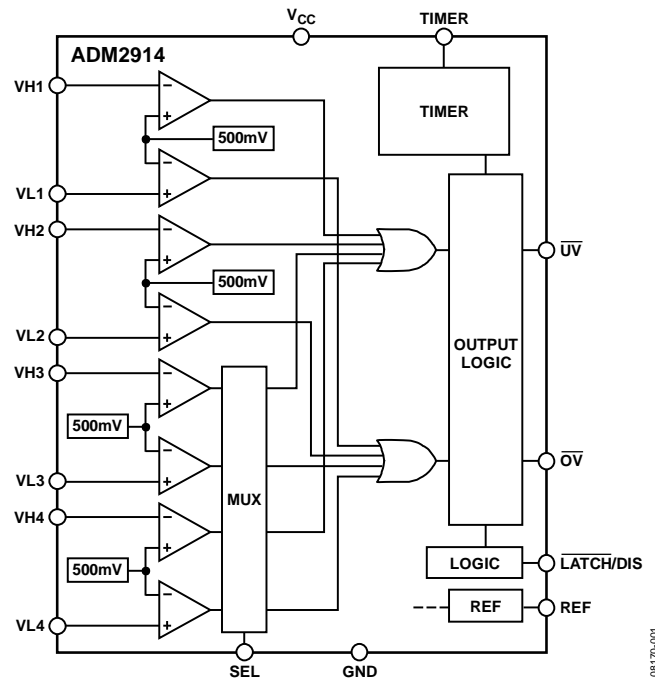 VCC
TIMER
ADM2914
VH1
–
+
TIMER
500mV
–
+
VL1
VH2
–
+
UV
500mV
–
+
OUTPUT
LOGIC
VL2
VH3
–
+
500mV
MUX
–
+
OV
VL3
VH4
–
+
500mV
LOGIC
LATCH/DIS
–
+
REF
REF
VL4
SEL
GND
08170-001